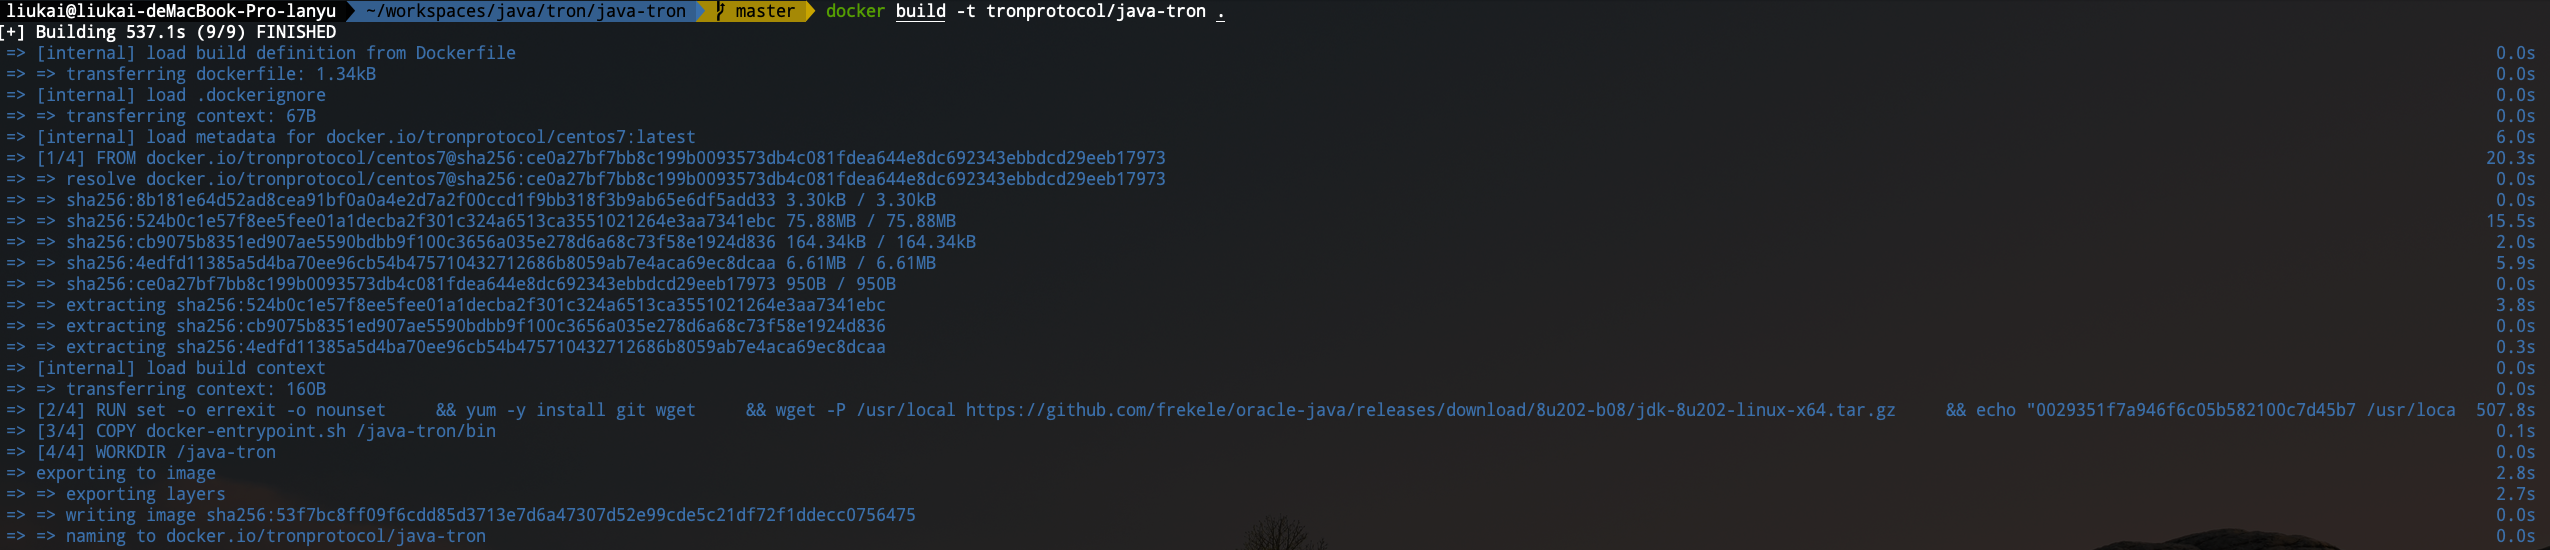 liukai@liukai-deMacBook-Pro-lanyu ~/workspaces/java/tron/java-tron master docker build -t tronprotocol/java-tron .
[+] Building 537.1s (9/9) FINISHED
=> [internal] load build definition from Dockerfile 0.0s
=> => transferring dockerfile: 1.34kB 0.0s
=> [internal] load .dockerignore 0.0s
=> => transferring context: 67B 0.0s
=> [internal] load metadata for docker.io/tronprotocol/centos7:latest 6.0s
=> [1/4] FROM docker.io/tronprotocol/centos7@sha256:ce0a27bf7bb8c199b0093573db4c081fdea644e8dc692343ebbdcd29eeb17973 20.3s
=> => resolve docker.io/tronprotocol/centos7@sha256:ce0a27bf7bb8c199b0093573db4c081fdea644e8dc692343ebbdcd29eeb17973 0.0s
=> => sha256:8b181e64d52ad8cea91bf0a0a4e2d7a2f00ccd1f9bb318f3b9ab65e6df5add33 3.30kB / 3.30kB 0.0s
=> => sha256:524b0c1e57f8ee5fee01a1decba2f301c324a6513ca3551021264e3aa7341ebc 75.88MB / 75.88MB 15.5s
=> => sha256:cb9075b8351ed907ae5590bdbb9f100c3656a035e278d6a68c73f58e1924d836 164.34kB / 164.34kB 2.0s
=> => sha256:4edfd11385a5d4ba70ee96cb54b475710432712686b8059ab7e4aca69ec8dcaa 6.61MB / 6.61MB 5.9s
=> => sha256:ce0a27bf7bb8c199b0093573db4c081fdea644e8dc692343ebbdcd29eeb17973 950B / 950B 0.0s
=> => extracting sha256:524b0c1e57f8ee5fee01a1decba2f301c324a6513ca3551021264e3aa7341ebc 3.8s
=> => extracting sha256:cb9075b8351ed907ae5590bdbb9f100c3656a035e278d6a68c73f58e1924d836 0.0s
=> => extracting sha256:4edfd11385a5d4ba70ee96cb54b475710432712686b8059ab7e4aca69ec8dcaa 0.3s
=> [internal] load build context 0.0s
=> => transferring context: 160B 0.0s
=> [2/4] RUN set -o errexit -o nounset     && yum -y install git wget     && wget -P /usr/local https://github.com/frekele/oracle-java/releases/download/8u202-b08/jdk-8u202-linux-x64.tar.gz     && echo "0029351f7a946f6c05b582100c7d45b7 /usr/loca 507.8s
=> [3/4] COPY docker-entrypoint.sh /java-tron/bin 0.1s
=> [4/4] WORKDIR /java-tron 0.0s
=> exporting to image 2.8s
=> => exporting layers 2.7s
=> => writing image sha256:53f7bc8ff09f6cdd85d3713e7d6a47307d52e99cde5c21df72f1ddecc0756475 0.0s
=> => naming to docker.io/tronprotocol/java-tron 0.0s